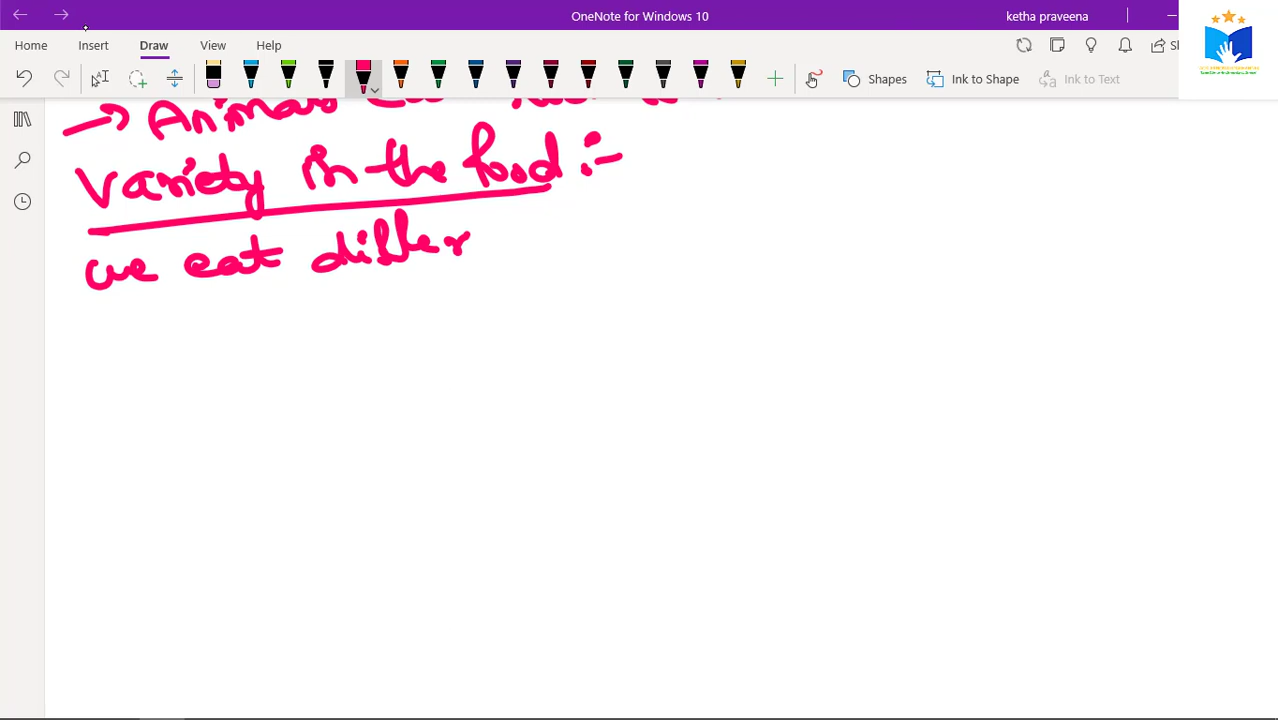 OneNote for Windows 10
ketha praveena
Home Insert Draw View Help
Shapes Ink to Shape Ink to Text
→ Animals
Variety in the food :-
we eat differ